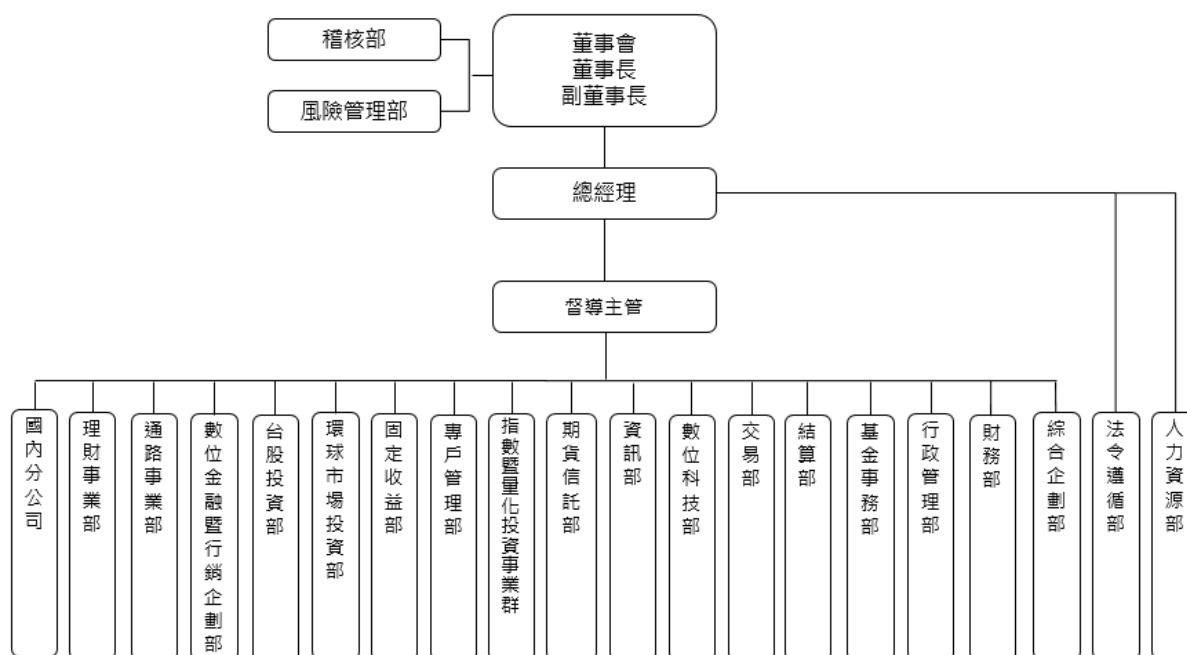 稽核部
風險管理部
董事會
董事長
副董事長
總經理
督導主管
國內分公司
理財事業部
通路事業部
數位金融暨行銷企劃部
台股投資部
環球市場投資部
固定收益部
專戶管理部
指數暨量化投資事業群
期貨信託部
資訊部
數位科技部
交易部
結算部
基金事務部
行政管理部
財務部
綜合企劃部
法令遵循部
人力資源部